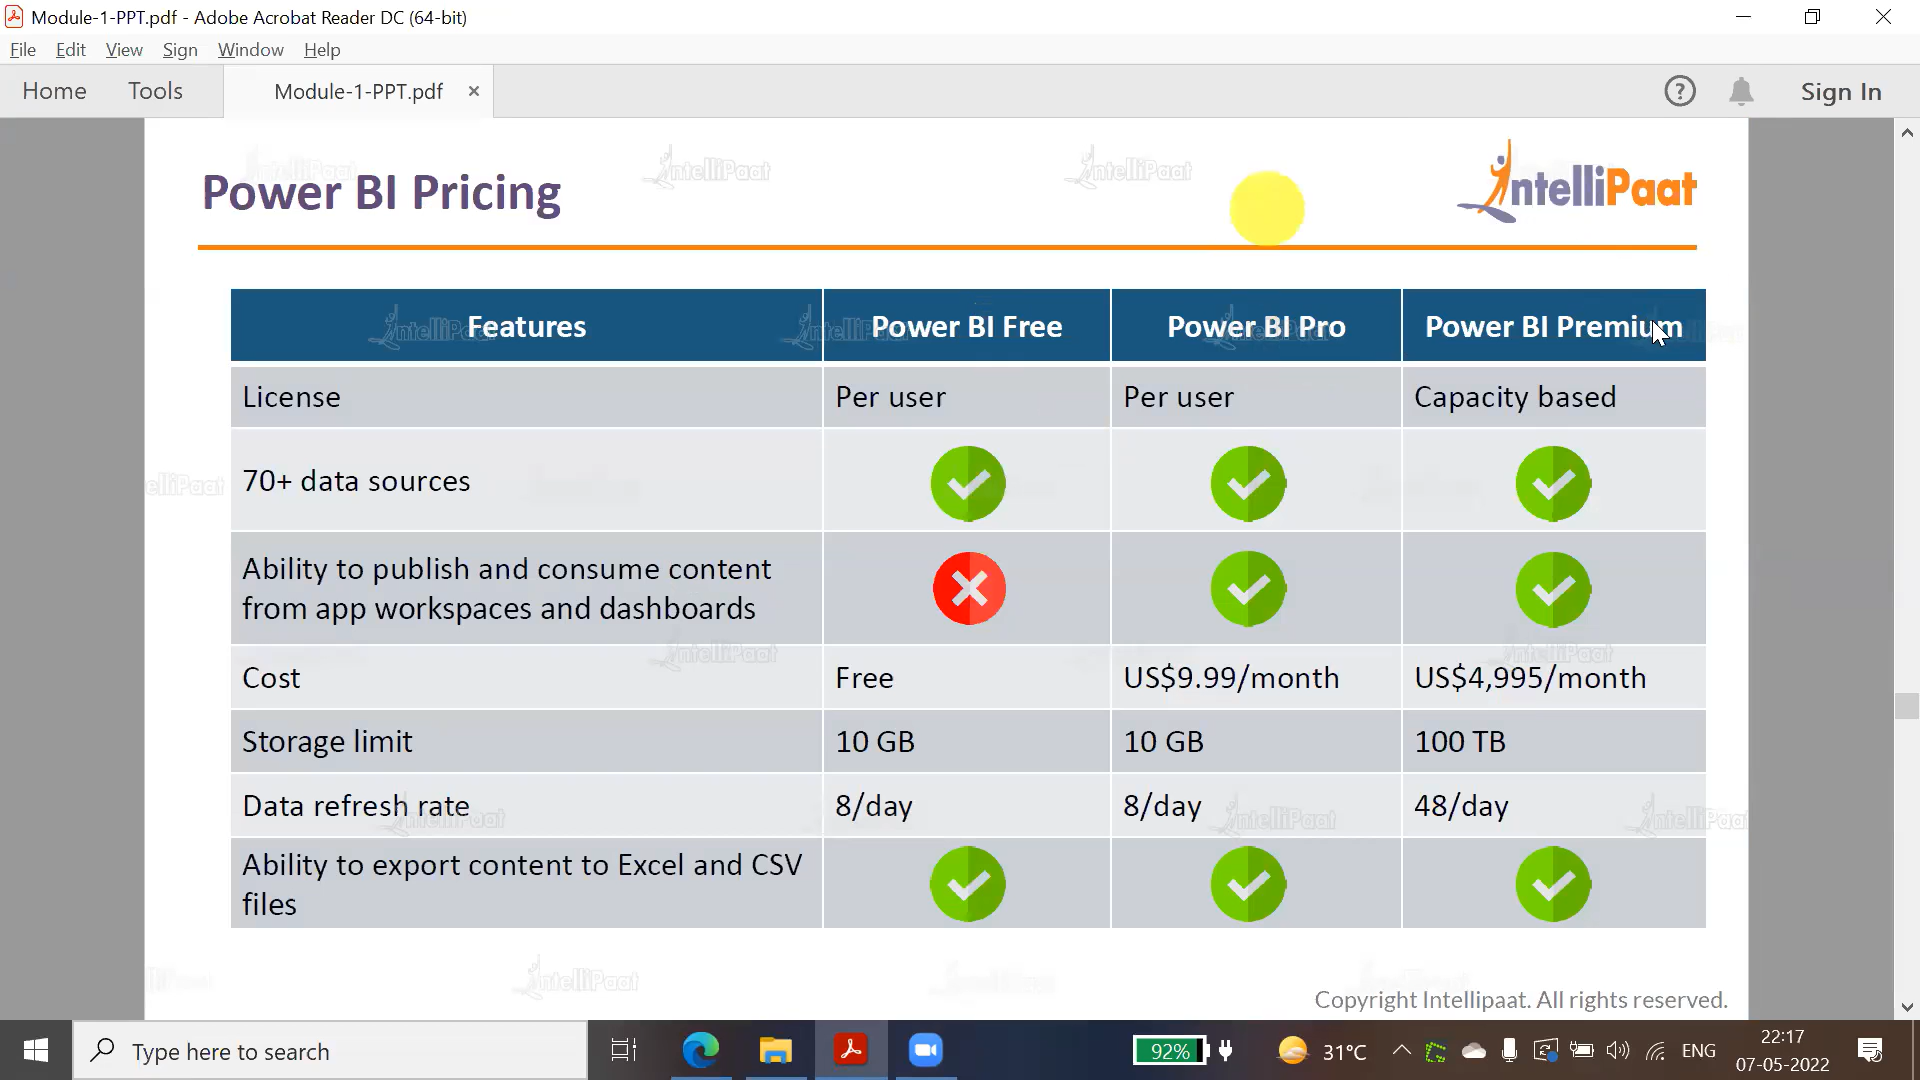 Module-1-PPT.pdf - Adobe Acrobat Reader DC (64-bit)
File Edit View Sign Window Help
Home Tools Module-1-PPT.pdf Sign In
Power BI Pricing
IntelliPaat
Features Power BI Free Power BI Pro Power BI Premium
License Per user Per user Capacity based
70+ data sources
Ability to publish and consume content
from app workspaces and dashboards
Cost Free US$9.99/month US$4,995/month
Storage limit 10 GB 10 GB 100 TB
Data refresh rate 8/day 8/day 48/day
Ability to export content to Excel and CSV
files
Copyright Intellipaat. All rights reserved.
Type here to search
92% 31°C ENG 22:17
07-05-2022